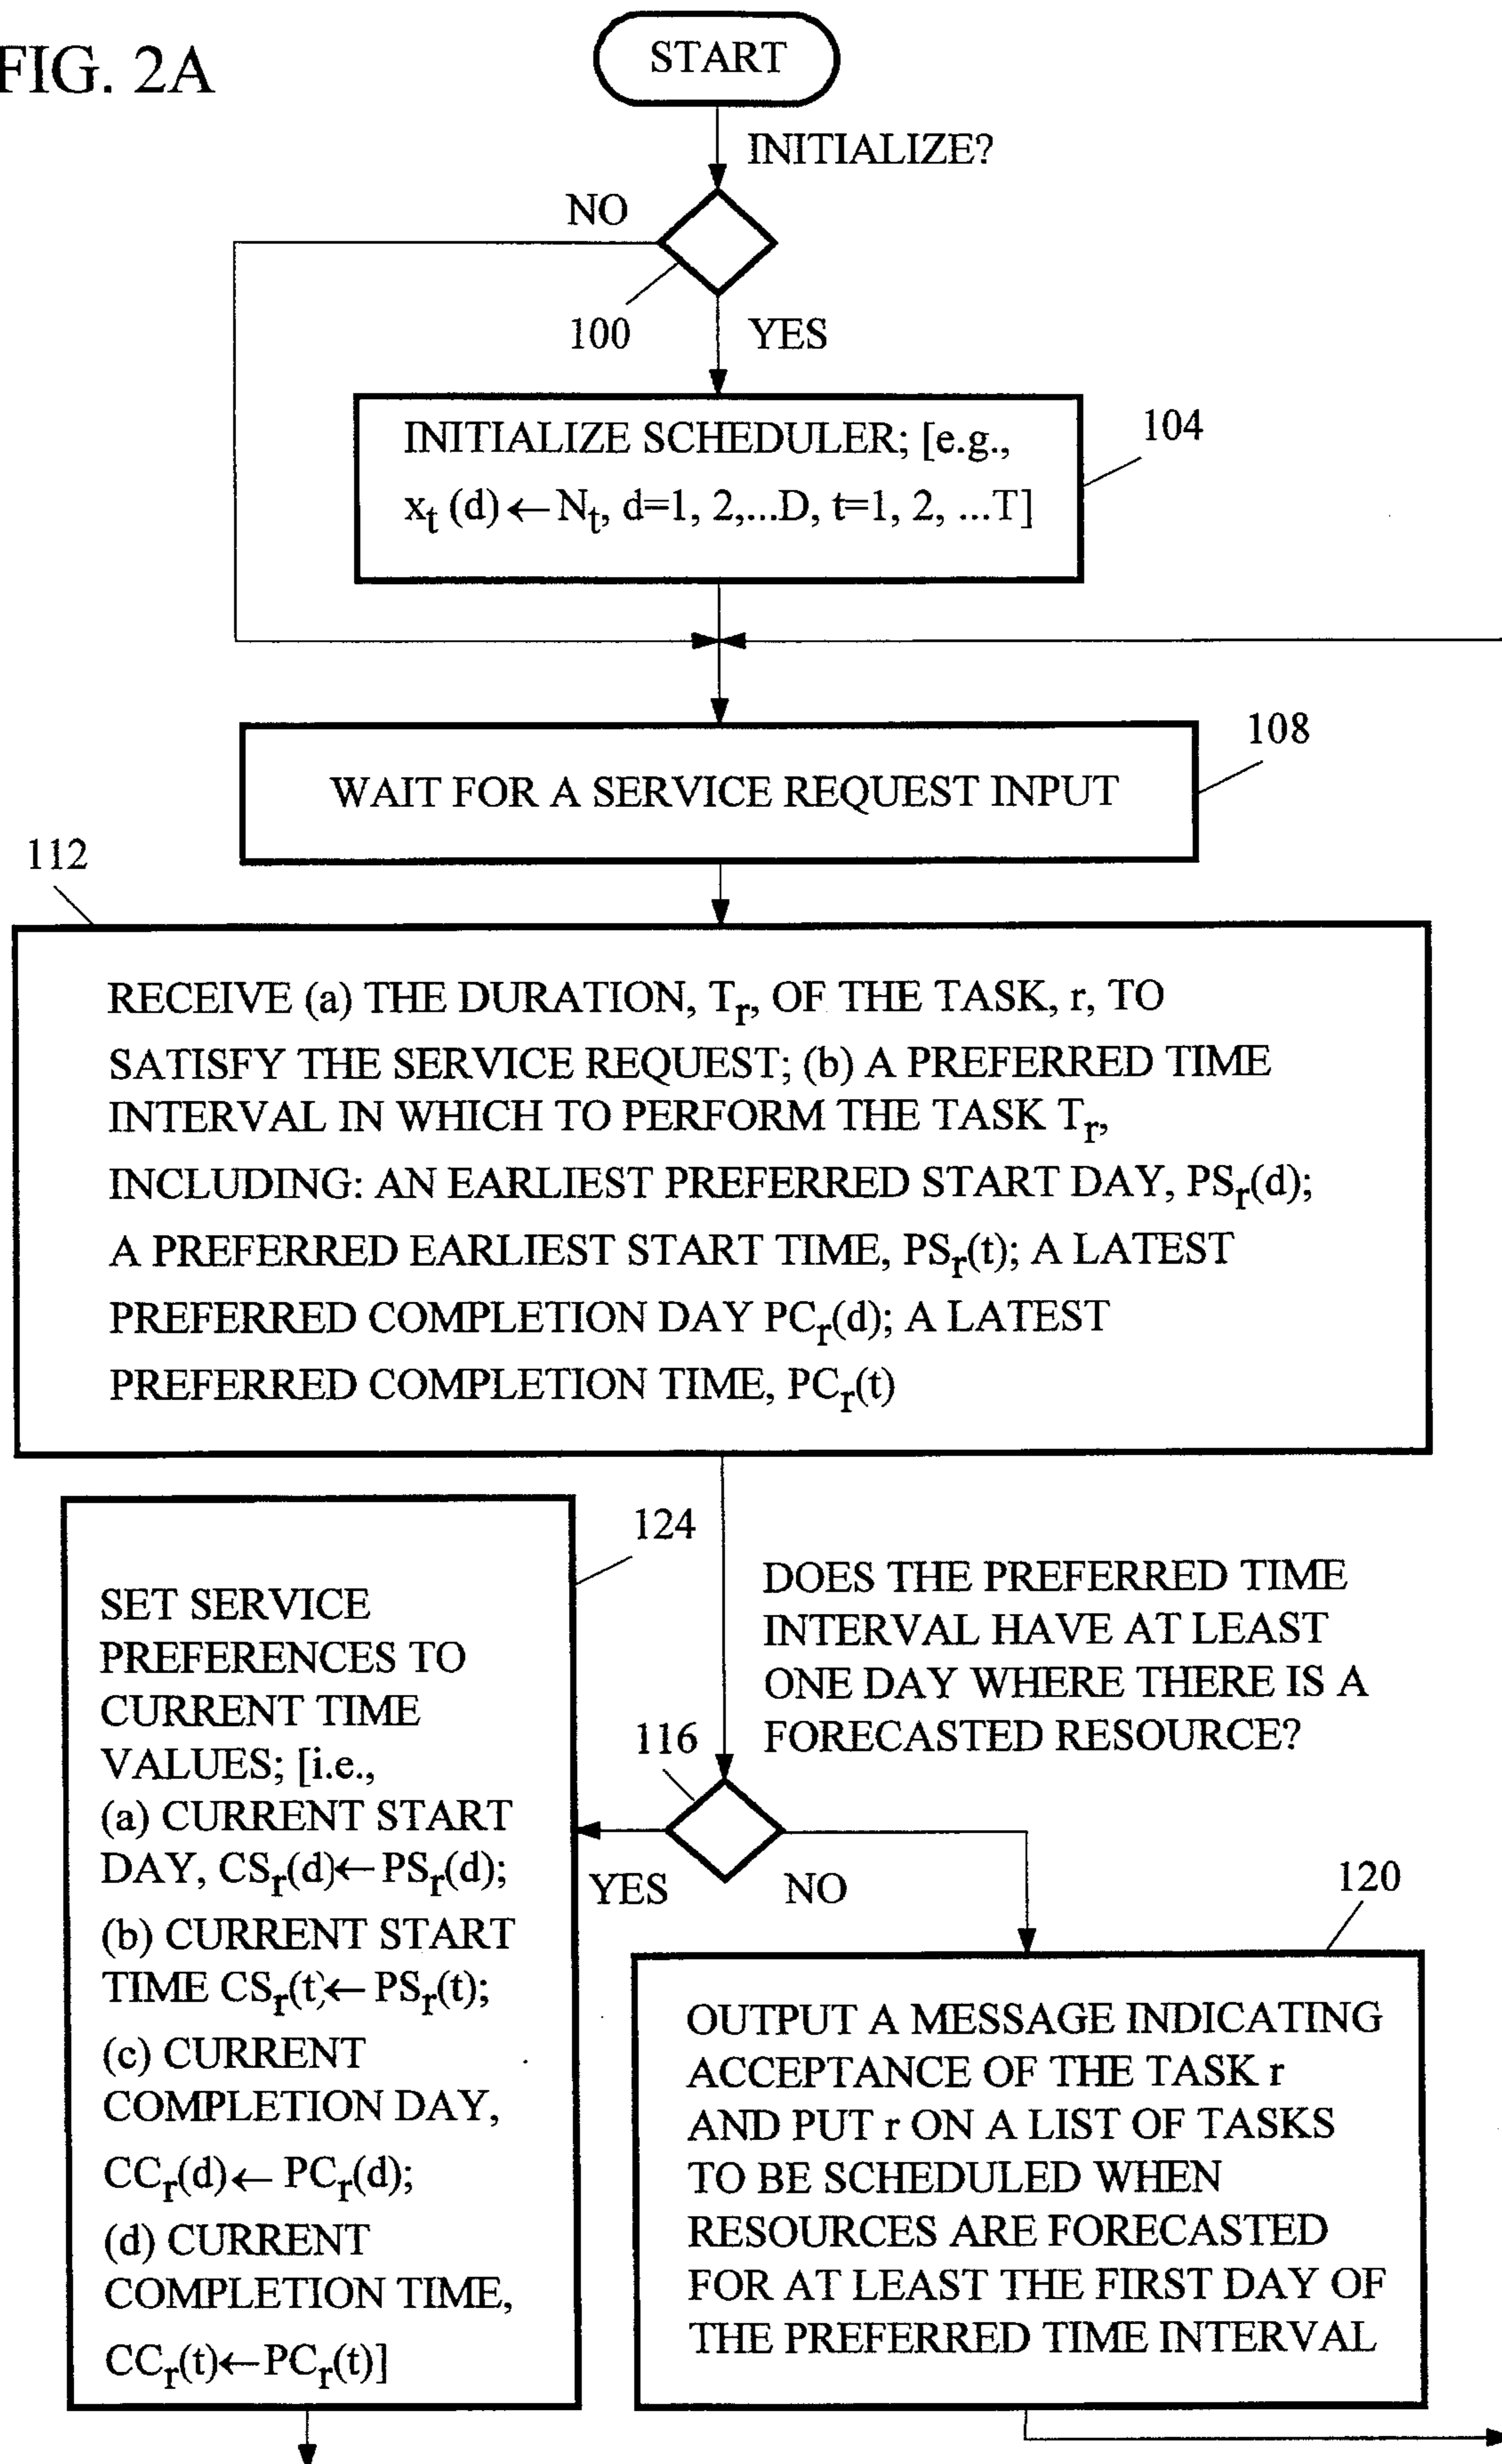 FIG. 2A
START
INITIALIZE?
NO
100
YES
INITIALIZE SCHEDULER; [e.g.,
xt (d) ← Nt, d=1, 2,...D, t=1, 2, ...T]
104
WAIT FOR A SERVICE REQUEST INPUT
108
112
RECEIVE (a) THE DURATION, Tr, OF THE TASK, r, TO
SATISFY THE SERVICE REQUEST; (b) A PREFERRED TIME
INTERVAL IN WHICH TO PERFORM THE TASK Tr,
INCLUDING: AN EARLIEST PREFERRED START DAY, PSr(d);
A PREFERRED EARLIEST START TIME, PSr(t); A LATEST
PREFERRED COMPLETION DAY PCr(d); A LATEST
PREFERRED COMPLETION TIME, PCr(t)
124
SET SERVICE
PREFERENCES TO
CURRENT TIME
VALUES; [i.e.,
(a) CURRENT START
DAY, CSr(d)← PSr(d);
(b) CURRENT START
TIME CSr(t)← PSr(t);
(c) CURRENT
COMPLETION DAY,
CCr(d)← PCr(d);
(d) CURRENT
COMPLETION TIME,
CCr(t)←PCr(t)]
DOES THE PREFERRED TIME
INTERVAL HAVE AT LEAST
ONE DAY WHERE THERE IS A
FORECASTED RESOURCE?
116
YES
NO
120
OUTPUT A MESSAGE INDICATING
ACCEPTANCE OF THE TASK r
AND PUT r ON A LIST OF TASKS
TO BE SCHEDULED WHEN
RESOURCES ARE FORECASTED
FOR AT LEAST THE FIRST DAY OF
THE PREFERRED TIME INTERVAL